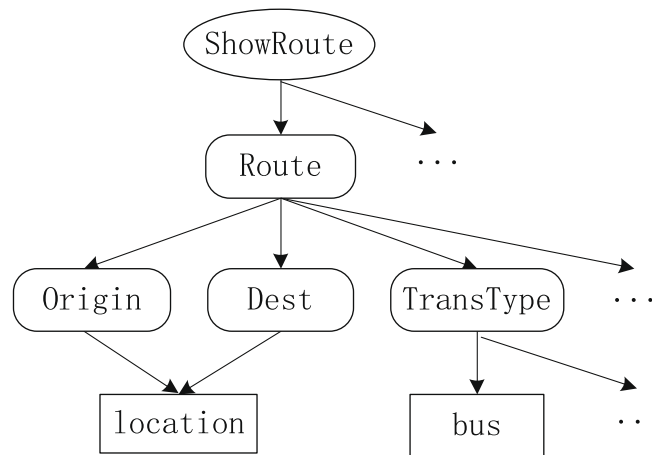 ShowRoute
Route
...
Origin
Dest
TransType
...
location
bus
..